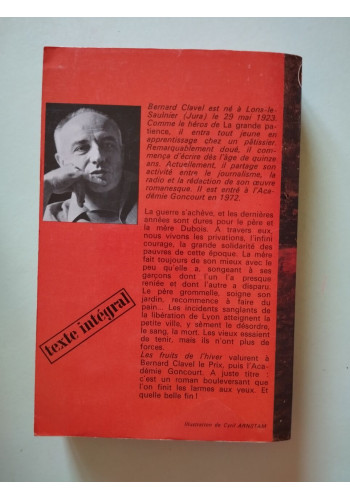 Bernard Clavel est né à Lons-le-
Saulnier (Jura) le 29 mai 1923.
Comme le héros de La grande pa-
tience, il entra tout jeune en
apprentissage chez un pâtissier.
Remarquablement doué, il com-
mença d'écrire dès l'âge de quinze
ans. Actuellement, il partage son
activité entre le journalisme, la
radio et la rédaction de son œuvre
romanesque. Il est entré à l'Aca-
démie Goncourt en 1972.
La guerre s'achève, et les dernières
années sont dures pour le père et
la mère Dubois. A travers eux,
nous vivons les privations, l'infini
courage, la grande solidarité des
pauvres de cette époque. La mère
fait toujours de son mieux avec le
peu qu'elle a, songeant à ses
garçons dont l'un l'a presque
reniée et dont l'autre a disparu.
Le père grommelle, soigne son
jardin, recommence à faire du
pain... Les incidents sanglants de
la libération de Lyon atteignent la
petite ville, y sèment le désordre,
le sang, la mort. Les vieux essaient
de tenir, mais ils n'ont plus de
forces.
Les fruits de l'hiver valurent à
Bernard Clavel le Prix, puis l'Aca-
démie Goncourt. A juste titre :
c'est un roman bouleversant que
l'on finit les larmes aux yeux. Et
quelle belle fin !
texte intégral
Illustration de Cyril ARNSTAM